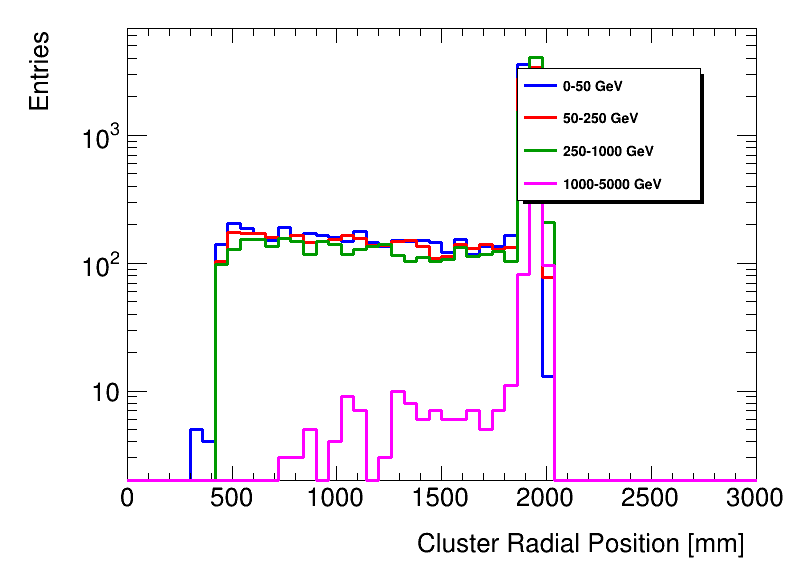 Entries
10³
10²
10
0 500 1000 1500 2000 2500 3000
Cluster Radial Position [mm]
0-50 GeV
50-250 GeV
250-1000 GeV
1000-5000 GeV